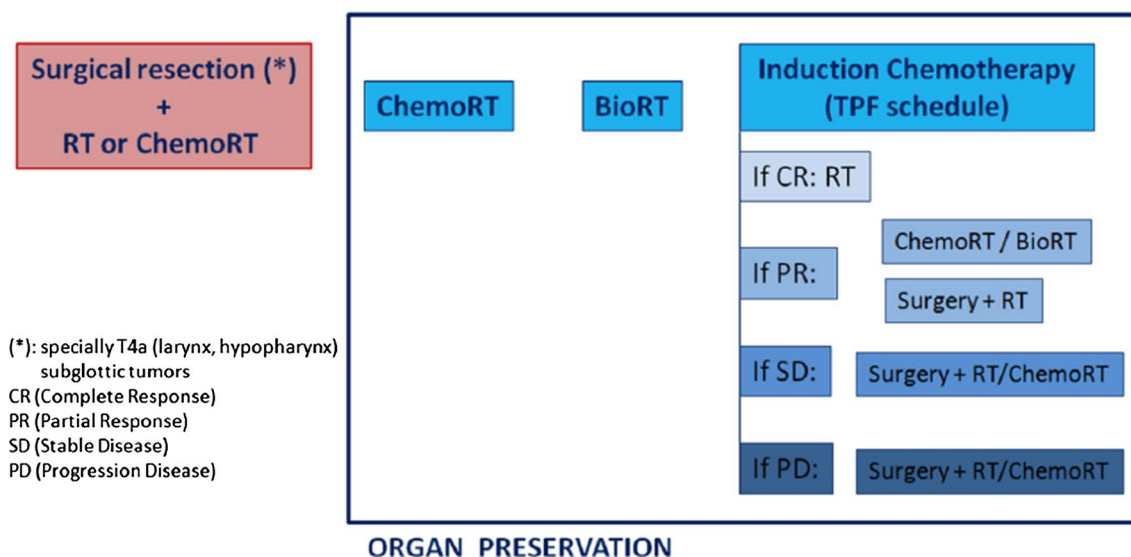 Surgical resection (*)
+
RT or ChemoRT
ChemoRT
BioRT
Induction Chemotherapy
(TPF schedule)
If CR: RT
If PR:
ChemoRT / BioRT
Surgery + RT
If SD:
Surgery + RT/ChemoRT
If PD:
Surgery + RT/ChemoRT
(*): specially T4a (larynx, hypopharynx)
subglottic tumors
CR (Complete Response)
PR (Partial Response)
SD (Stable Disease)
PD (Progression Disease)
ORGAN PRESERVATION